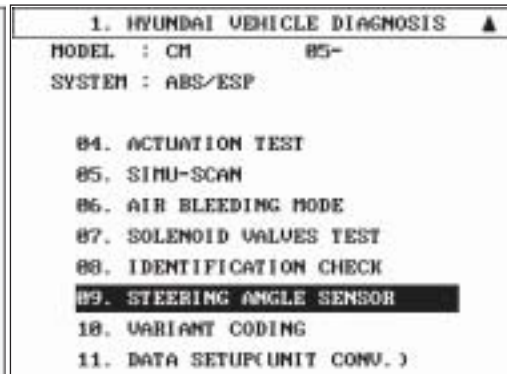 1. HYUNDAI VEHICLE DIAGNOSIS ▲
MODEL : CM 05-
SYSTEM : ABS/ESP
04. ACTUATION TEST
05. SIMU-SCAN
06. AIR BLEEDING MODE
07. SOLENOID VALVES TEST
08. IDENTIFICATION CHECK
09. STEERING ANGLE SENSOR
10. VARIANT CODING
11. DATA SETUP(UNIT CONV.)